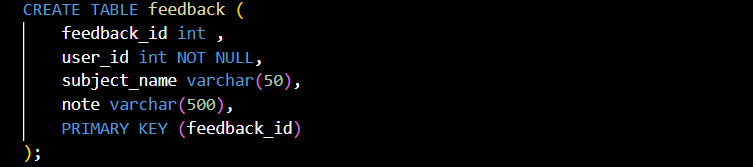 CREATE TABLE feedback (
    feedback_id int ,
    user_id int NOT NULL,
    subject_name varchar(50),
    note varchar(500),
    PRIMARY KEY (feedback_id)
);